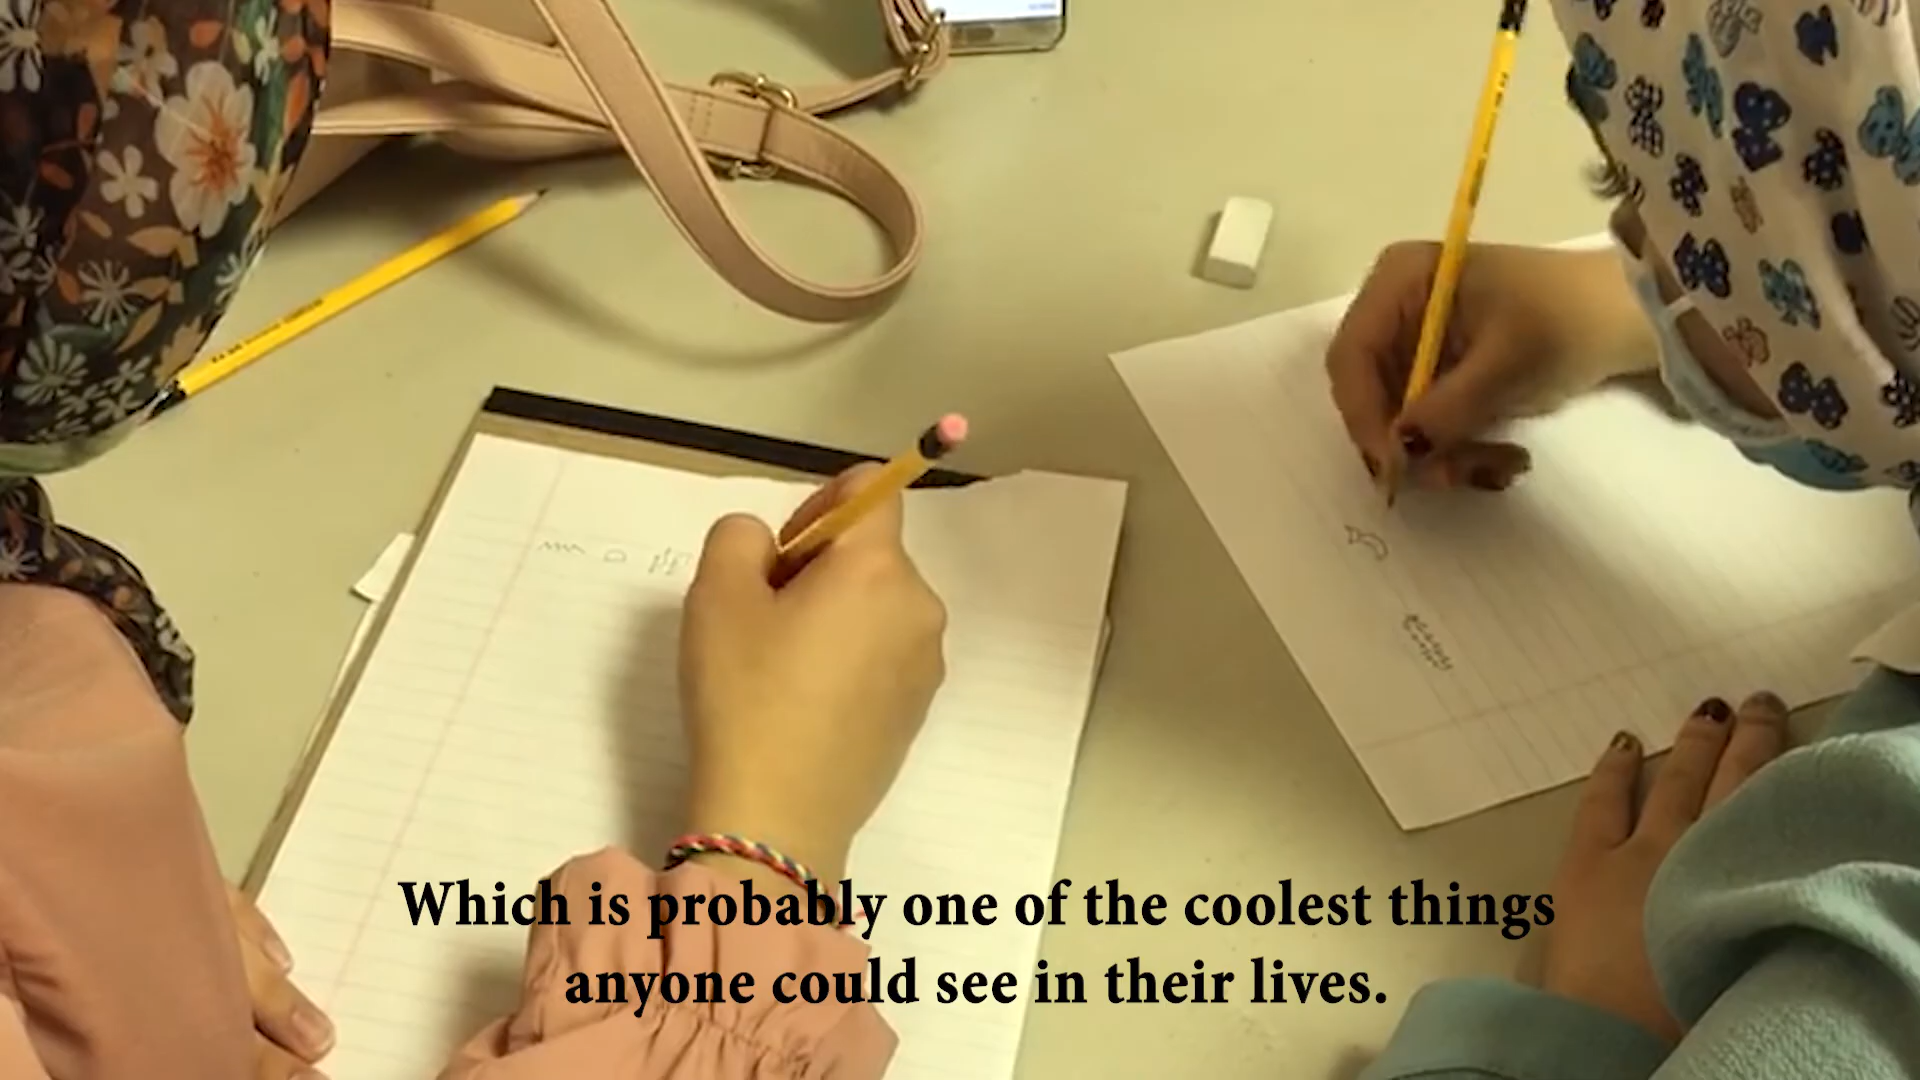 Which is probably one of the coolest things
anyone could see in their lives.